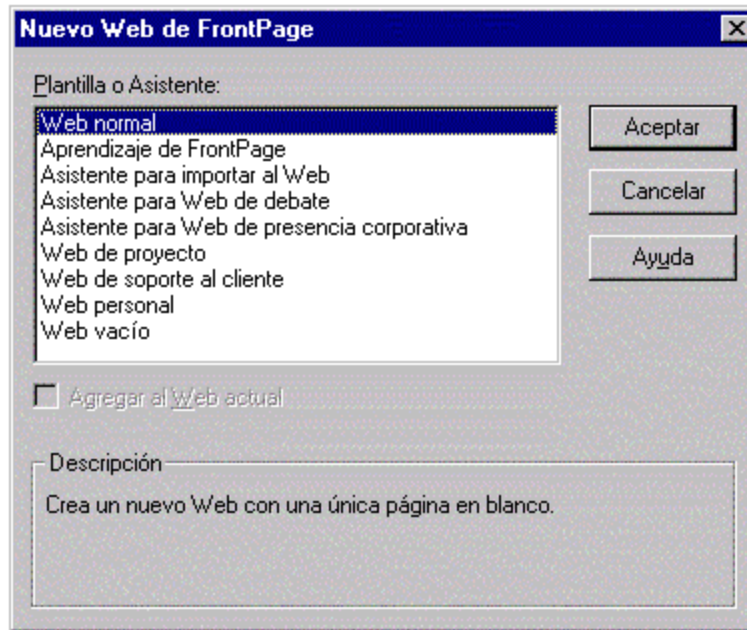 Nuevo Web de FrontPage
Plantilla o Asistente:
Web normal
Aprendizaje de FrontPage
Asistente para importar al Web
Asistente para Web de debate
Asistente para Web de presencia corporativa
Web de proyecto
Web de soporte al cliente
Web personal
Web vacío
Aceptar
Cancelar
Ayuda
Agregar al Web actual
Descripción
Crea un nuevo Web con una única página en blanco.